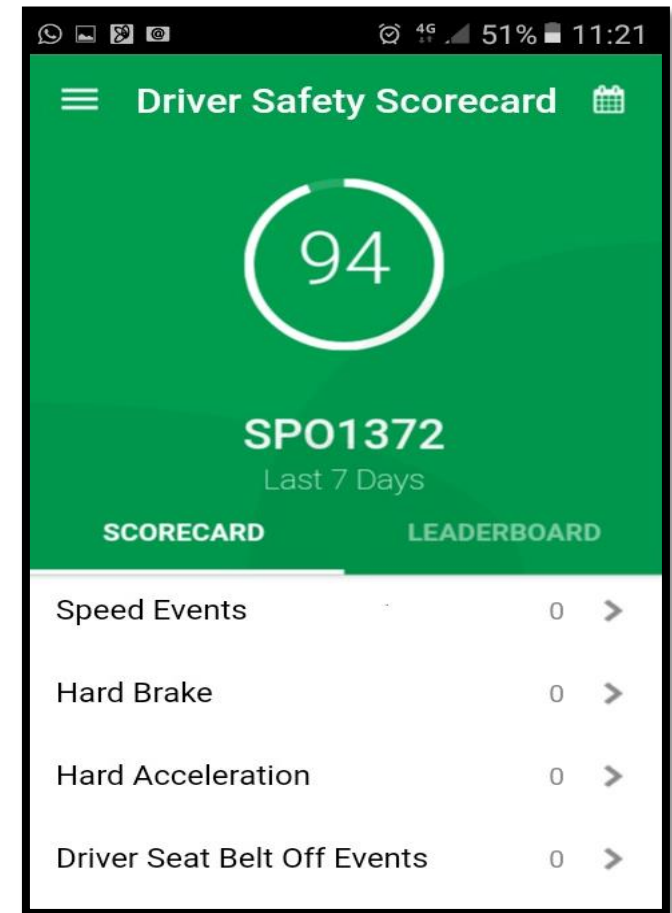 4G 51% 11:21
Driver Safety Scorecard
94
SPO1372
Last 7 Days
SCORECARD LEADERBOARD
Speed Events 0 >
Hard Brake 0 >
Hard Acceleration 0 >
Driver Seat Belt Off Events 0 >